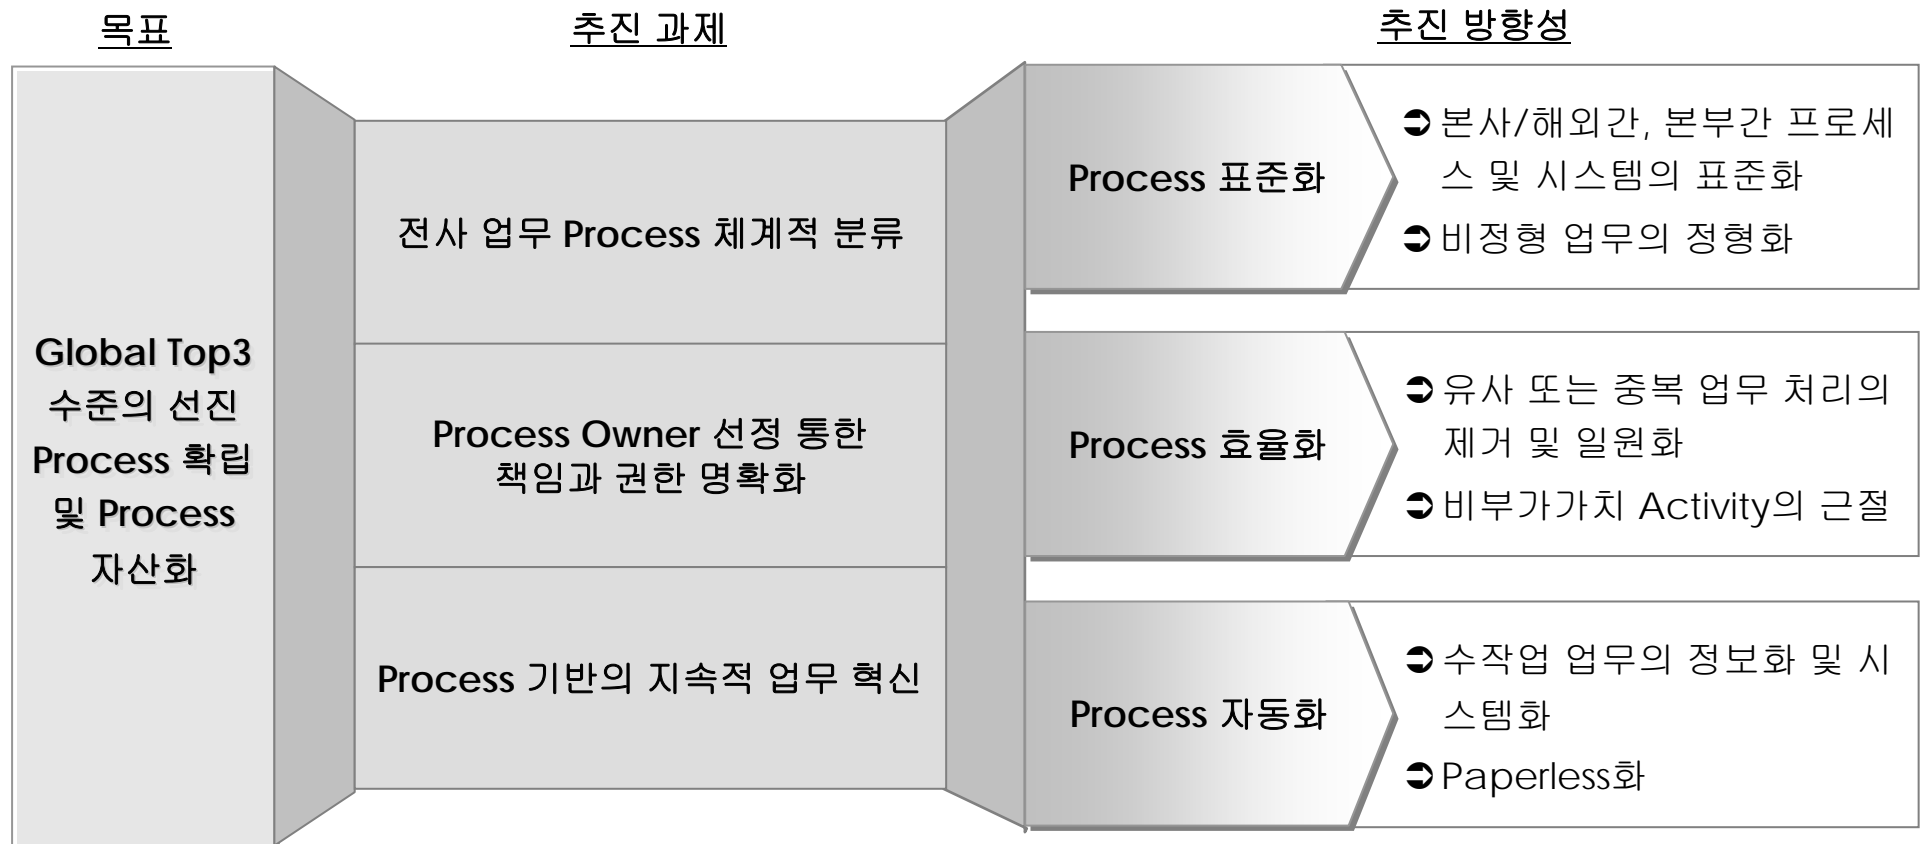 목표
추진 과제
추진 방향성
Global Top3
수준의 선진
Process 확립
및 Process
자산화
전사 업무 Process 체계적 분류
Process Owner 선정 통한
책임과 권한 명확화
Process 기반의 지속적 업무 혁신
Process 표준화
➲ 본사/해외간, 본부간 프로세
스 및 시스템의 표준화
➲ 비정형 업무의 정형화
Process 효율화
➲ 유사 또는 중복 업무 처리의
제거 및 일원화
➲ 비부가가치 Activity의 근절
Process 자동화
➲ 수작업 업무의 정보화 및 시
스템화
➲ Paperless화